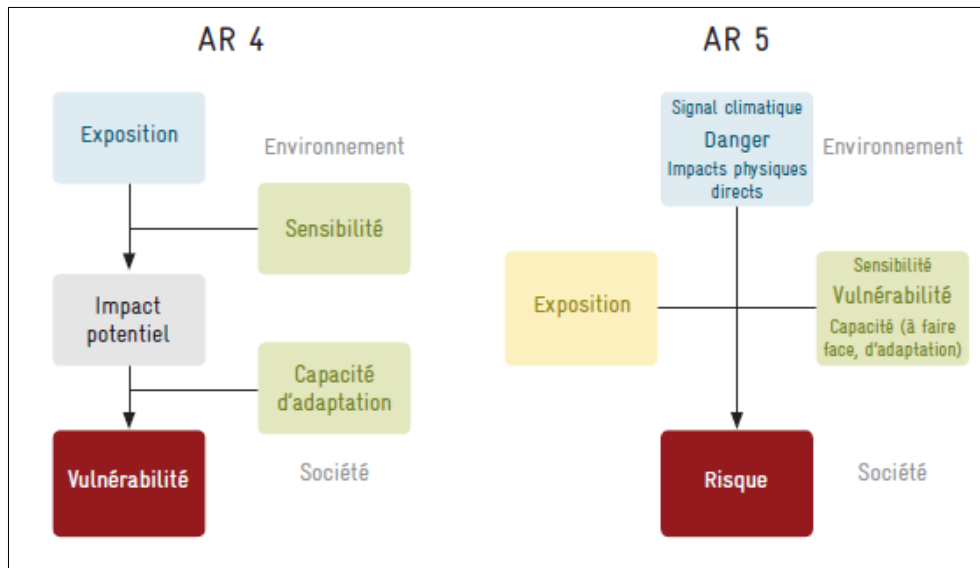 AR 4
Exposition
Environnement
Sensibilité
Impact
potentiel
Capacité
d'adaptation
Vulnérabilité
Société
AR 5
Signal climatique
Danger
Impacts physiques
directs
Environnement
Exposition
Sensibilité
Vulnérabilité
Capacité (à faire
face, d'adaptation)
Risque
Société